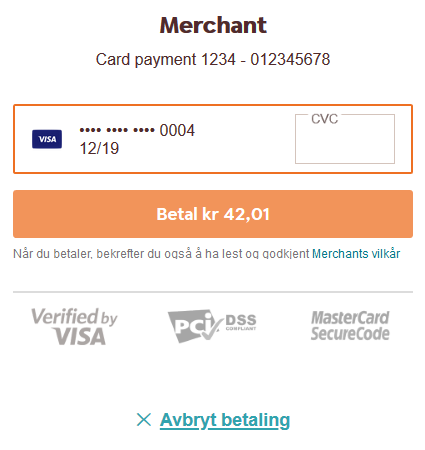 Merchant
Card payment 1234 - 012345678
VISA
•••• •••• •••• 0004
12/19
CVC
Betal kr 42,01
Når du betaler, bekrefter du også å ha lest og godkjent Merchants vilkår
Verified by
VISA
PCI DSS
COMPLIANT
MasterCard
SecureCode
Avbryt betaling